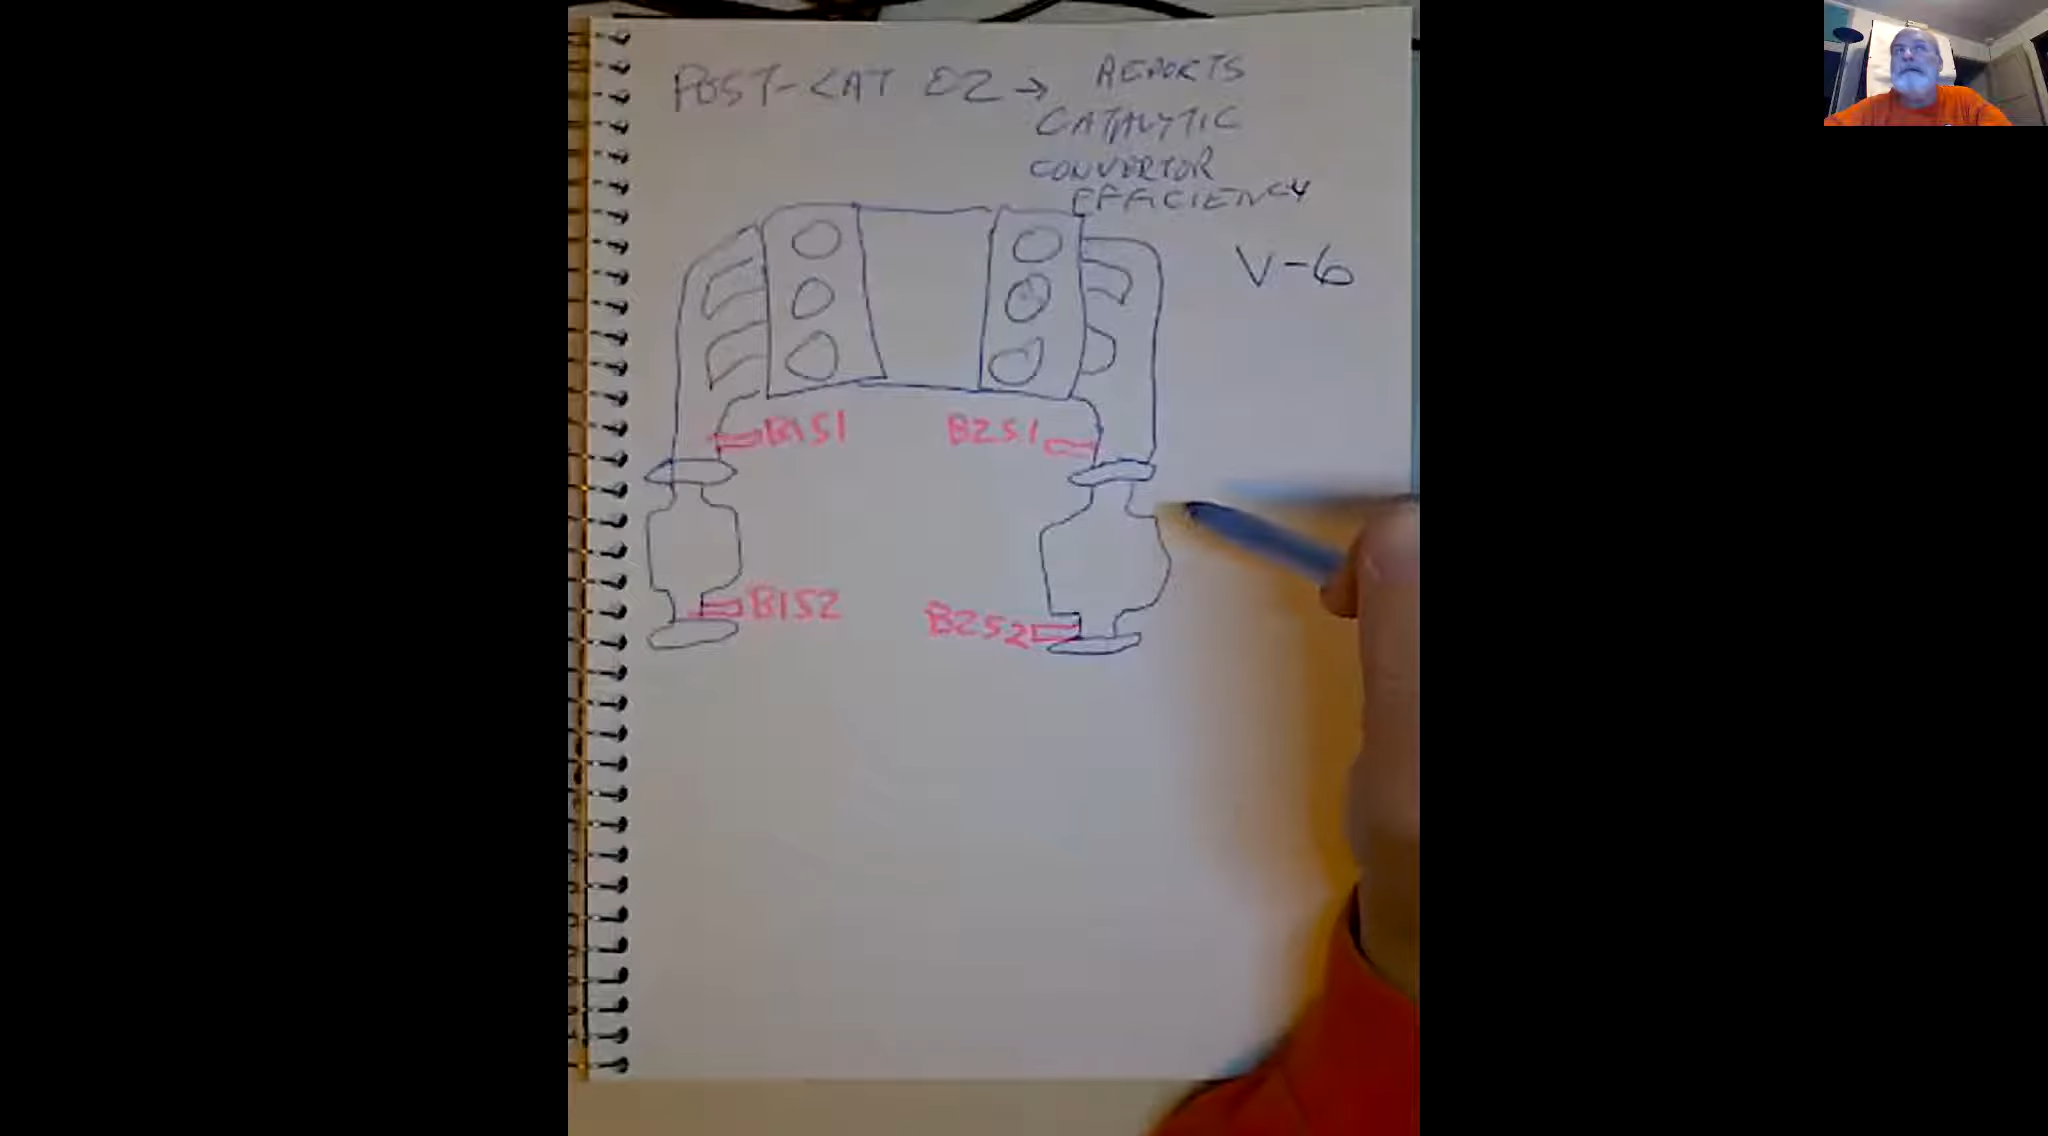 POST-CAT O2 → REPORTS
CATALYTIC
CONVERTOR
EFFICIENCY
V-6
B1S1
B2S1
B1S2
B2S2